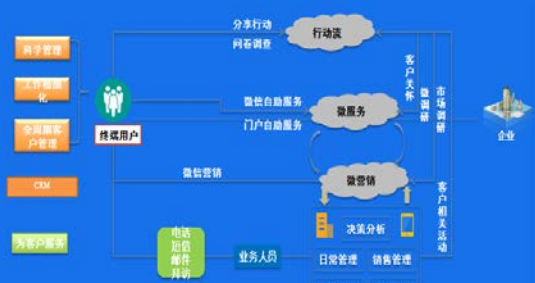 分享行动
问卷调查
行动流
科学管理
工作精细
化
全周期客
户管理
CRM
为客户服务
终端用户
微信自助服务
门户自助服务
微服务
客户关怀
微调研
市场调研
企业
微信营销
微营销
客户相关活动
决策分析
日常管理
销售管理
电话
短信
邮件
拜访
业务人员